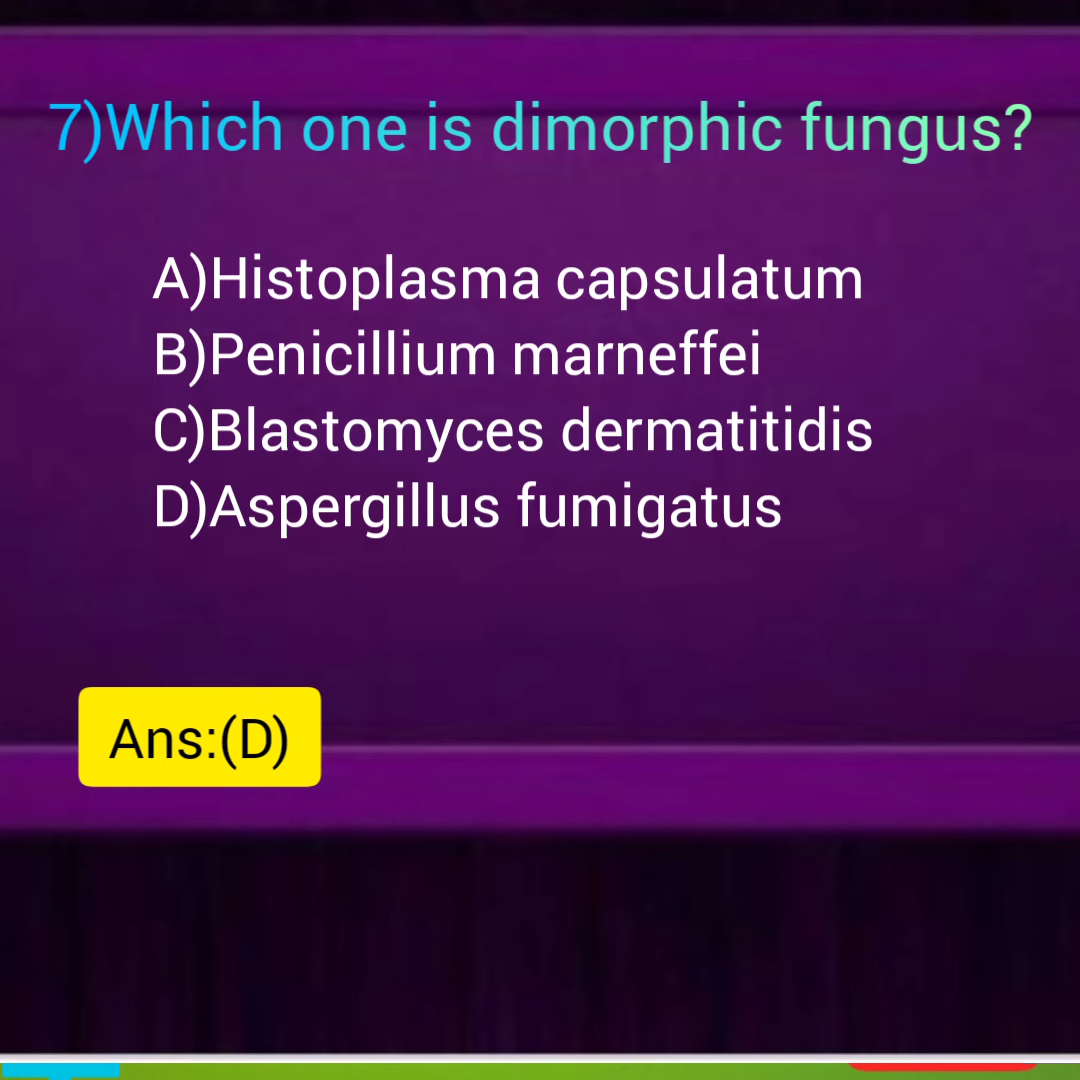 7)Which one is dimorphic fungus?
A)Histoplasma capsulatum
B)Penicillium marneffei
C)Blastomyces dermatitidis
D)Aspergillus fumigatus
Ans:(D)